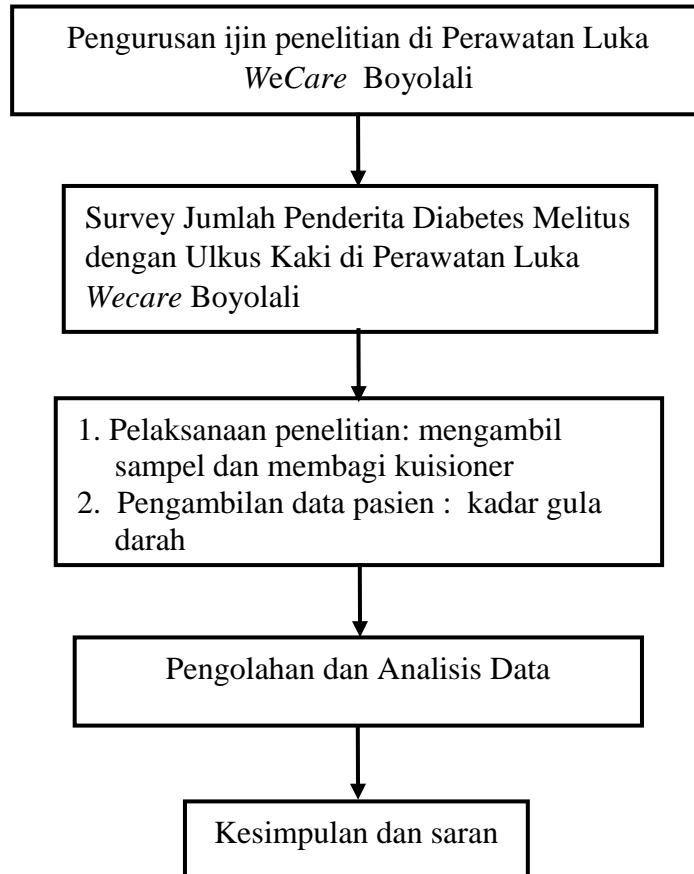 Pengurusan ijin penelitian di Perawatan Luka
WeCare Boyolali
Survey Jumlah Penderita Diabetes Melitus
dengan Ulkus Kaki di Perawatan Luka
Wecare Boyolali
1. Pelaksanaan penelitian: mengambil
sampel dan membagi kuisioner
2. Pengambilan data pasien : kadar gula
darah
Pengolahan dan Analisis Data
Kesimpulan dan saran